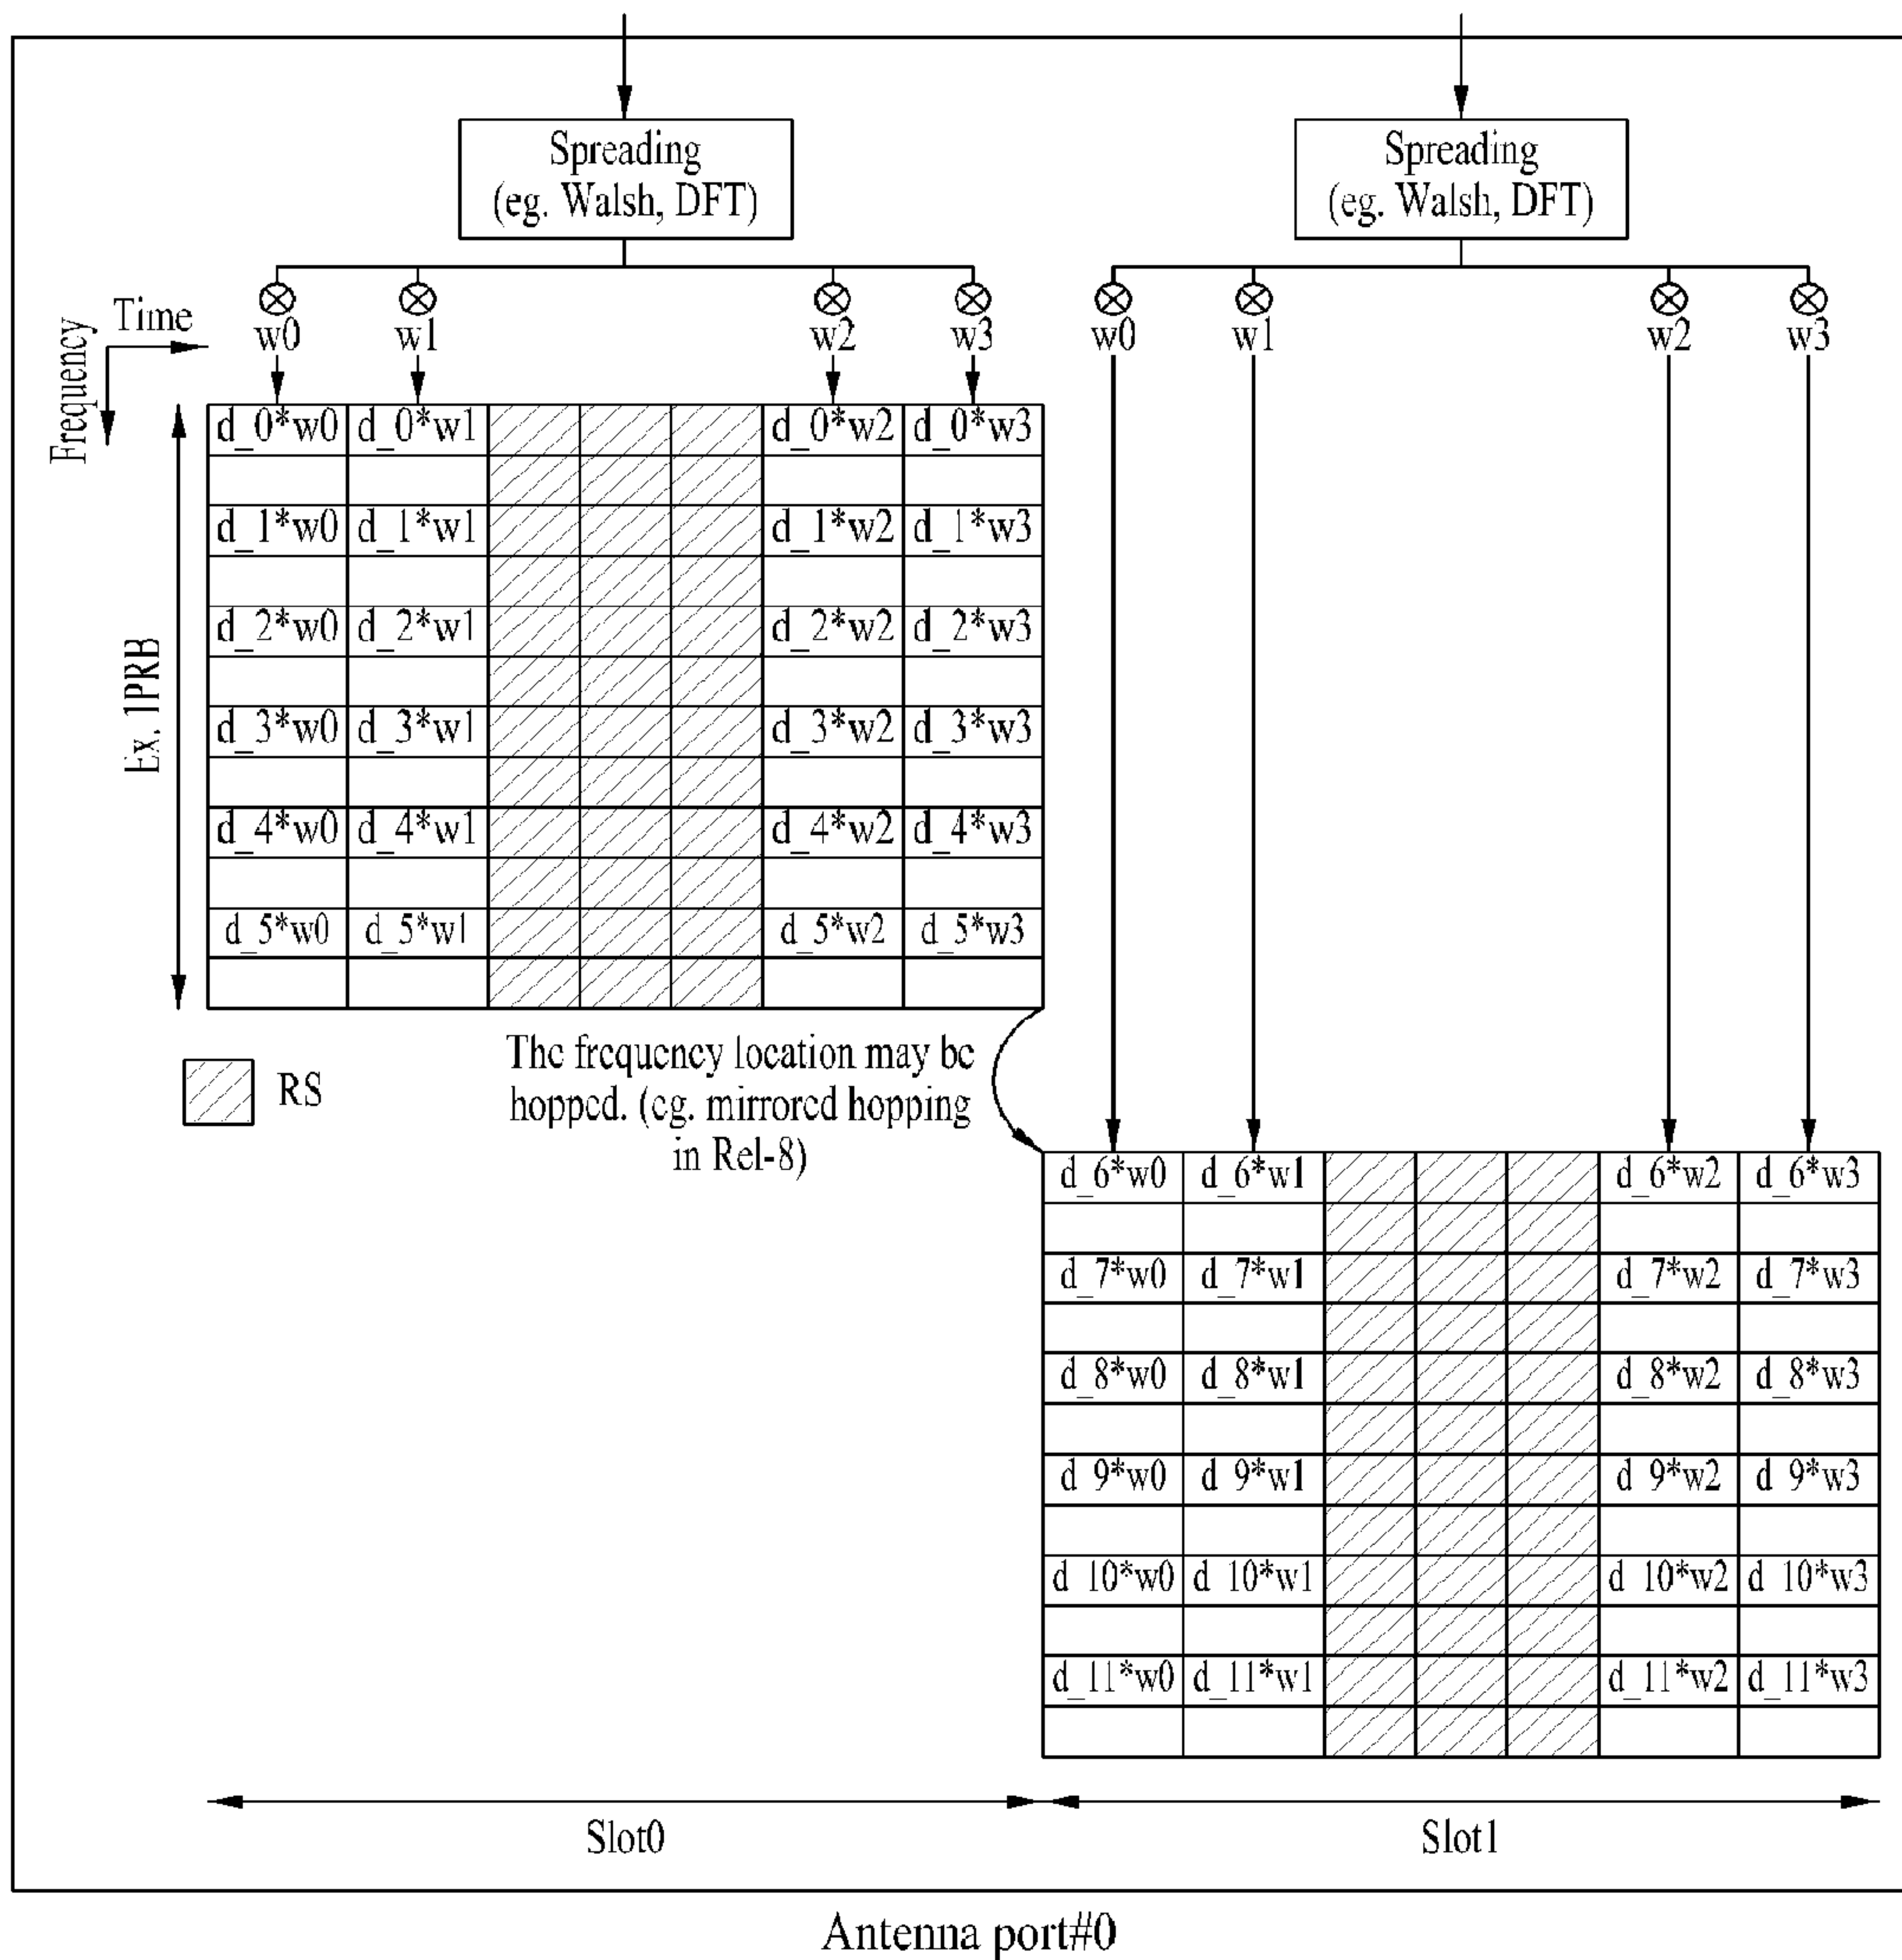 Spreading
(eg. Walsh, DFT)
Spreading
(eg. Walsh, DFT)
Time
Frequency
w0 w1 w2 w3 w0 w1 w2 w3
d_0*w0 d_0*w1 d_0*w2 d_0*w3
d_1*w0 d_1*w1 d_1*w2 d_1*w3
d_2*w0 d_2*w1 d_2*w2 d_2*w3
d_3*w0 d_3*w1 d_3*w2 d_3*w3
d_4*w0 d_4*w1 d_4*w2 d_4*w3
d_5*w0 d_5*w1 d_5*w2 d_5*w3
Ex. 1PRB
RS
The frequency location may be
hopped. (eg. mirrored hopping
in Rel-8)
d_6*w0 d_6*w1 d_6*w2 d_6*w3
d_7*w0 d_7*w1 d_7*w2 d_7*w3
d_8*w0 d_8*w1 d_8*w2 d_8*w3
d_9*w0 d_9*w1 d_9*w2 d_9*w3
d_10*w0 d_10*w1 d_10*w2 d_10*w3
d_11*w0 d_11*w1 d_11*w2 d_11*w3
Slot0 Slot1
Antenna port#0